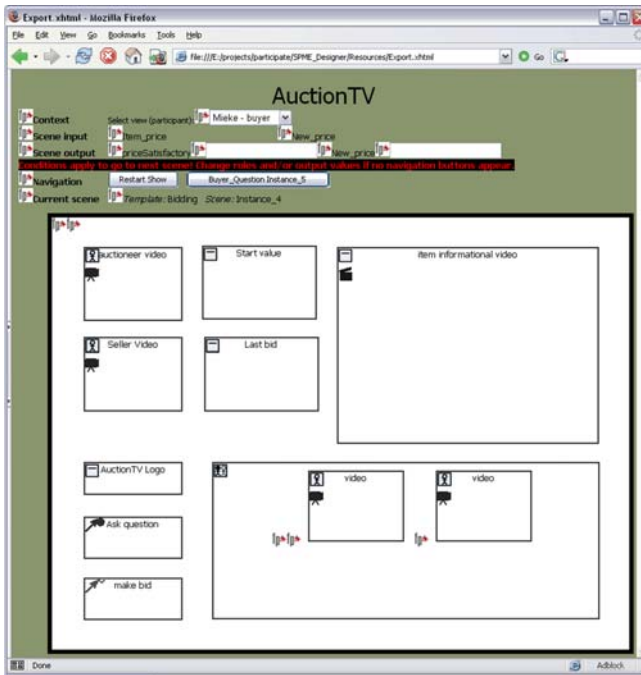 Export.xhtml - Mozilla Firefox
File Edit View Go Bookmarks Tools Help
file:///E:/projects/participate/SPME_Designer/Resources/Export.xhtml Go
AuctionTV
Context Select view (participant): Mieke - buyer
Scene input Item_price New_price
Scene output priceSatisfactory New_price
Conditions apply to go to next scene! Change roles and/or output values if no navigation buttons appear.
Navigation Restart Show Buyer_Question.Instance_5
Current scene Template: Bidding Scene: Instance_4
auctioneer video Start value item informational video
Seller Video Last bid
AuctionTV Logo video video
Ask question
make bid
Done Adblock